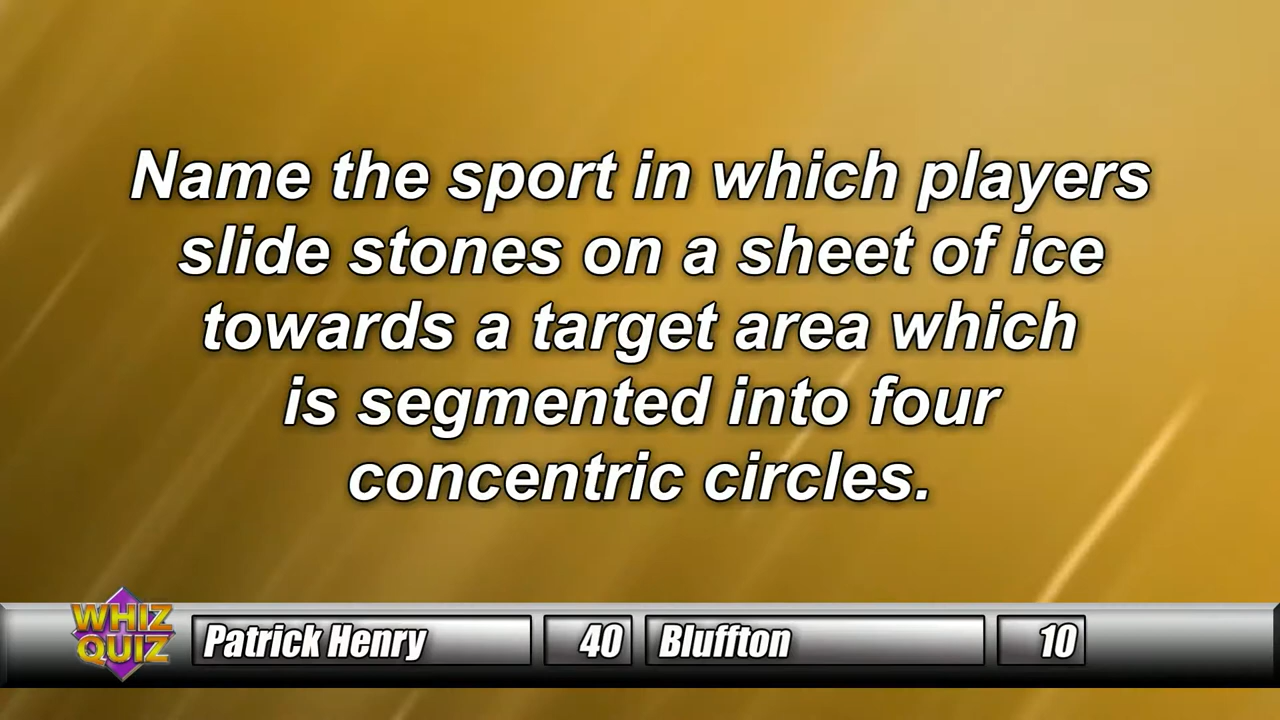 Name the sport in which players
slide stones on a sheet of ice
towards a target area which
is segmented into four
concentric circles.
WHIZ
QUIZ
Patrick Henry 40 Bluffton 10